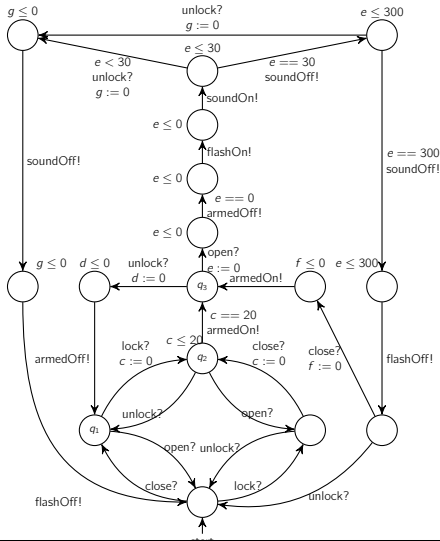 unlock?
g := 0
g ≤ 0
e ≤ 300
e ≤ 30
e < 30
unlock?
g := 0
e == 30
soundOff!
soundOn!
e ≤ 0
flashOn!
soundOff!
e == 300
soundOff!
e ≤ 0
e == 0
armedOff!
e ≤ 0
open?
e := 0
g ≤ 0
d ≤ 0
unlock?
d := 0
q3
armedOn!
f ≤ 0
e ≤ 300
c == 20
armedOn!
c ≤ 20
lock?
c := 0
q2
close?
c := 0
close?
f := 0
armedOff!
flashOff!
unlock?
open?
q1
open?
unlock?
close?
lock?
flashOff!
unlock?